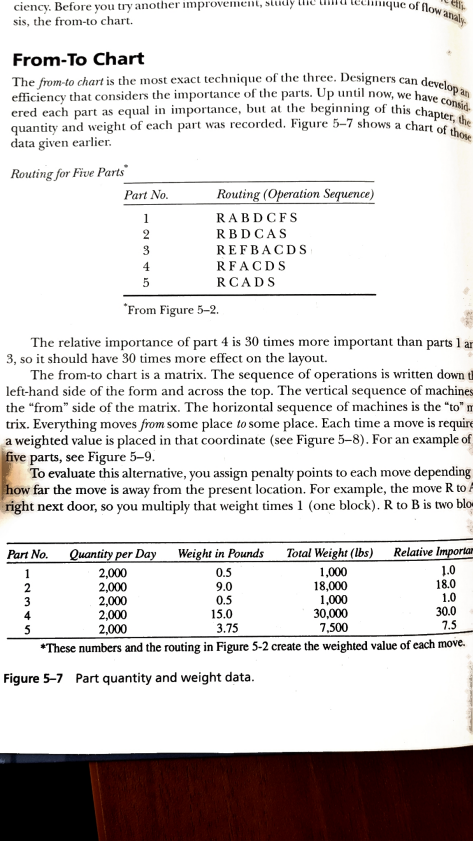 ciency. Before you try another improvement, study the third technique of flow analy-
sis, the from-to chart.
From-To Chart
The from-to chart is the most exact technique of the three. Designers can develop an
efficiency that considers the importance of the parts. Up until now, we have consid-
ered each part as equal in importance, but at the beginning of this chapter, the
quantity and weight of each part was recorded. Figure 5–7 shows a chart of those
data given earlier.
Routing for Five Parts*
Part No. Routing (Operation Sequence)
1 R A B D C F S
2 R B D C A S
3 R E F B A C D S
4 R F A C D S
5 R C A D S
*From Figure 5–2.
The relative importance of part 4 is 30 times more important than parts 1 an
3, so it should have 30 times more effect on the layout.
The from-to chart is a matrix. The sequence of operations is written down th
left-hand side of the form and across the top. The vertical sequence of machines
the “from” side of the matrix. The horizontal sequence of machines is the “to” m
trix. Everything moves from some place to some place. Each time a move is require
a weighted value is placed in that coordinate (see Figure 5–8). For an example of
five parts, see Figure 5–9.
To evaluate this alternative, you assign penalty points to each move depending
how far the move is away from the present location. For example, the move R to A
right next door, so you multiply that weight times 1 (one block). R to B is two blo
Part No. Quantity per Day Weight in Pounds Total Weight (lbs) Relative Importan
1 2,000 0.5 1,000 1.0
2 2,000 9.0 18,000 18.0
3 2,000 0.5 1,000 1.0
4 2,000 15.0 30,000 30.0
5 2,000 3.75 7,500 7.5
*These numbers and the routing in Figure 5-2 create the weighted value of each move.
Figure 5–7 Part quantity and weight data.